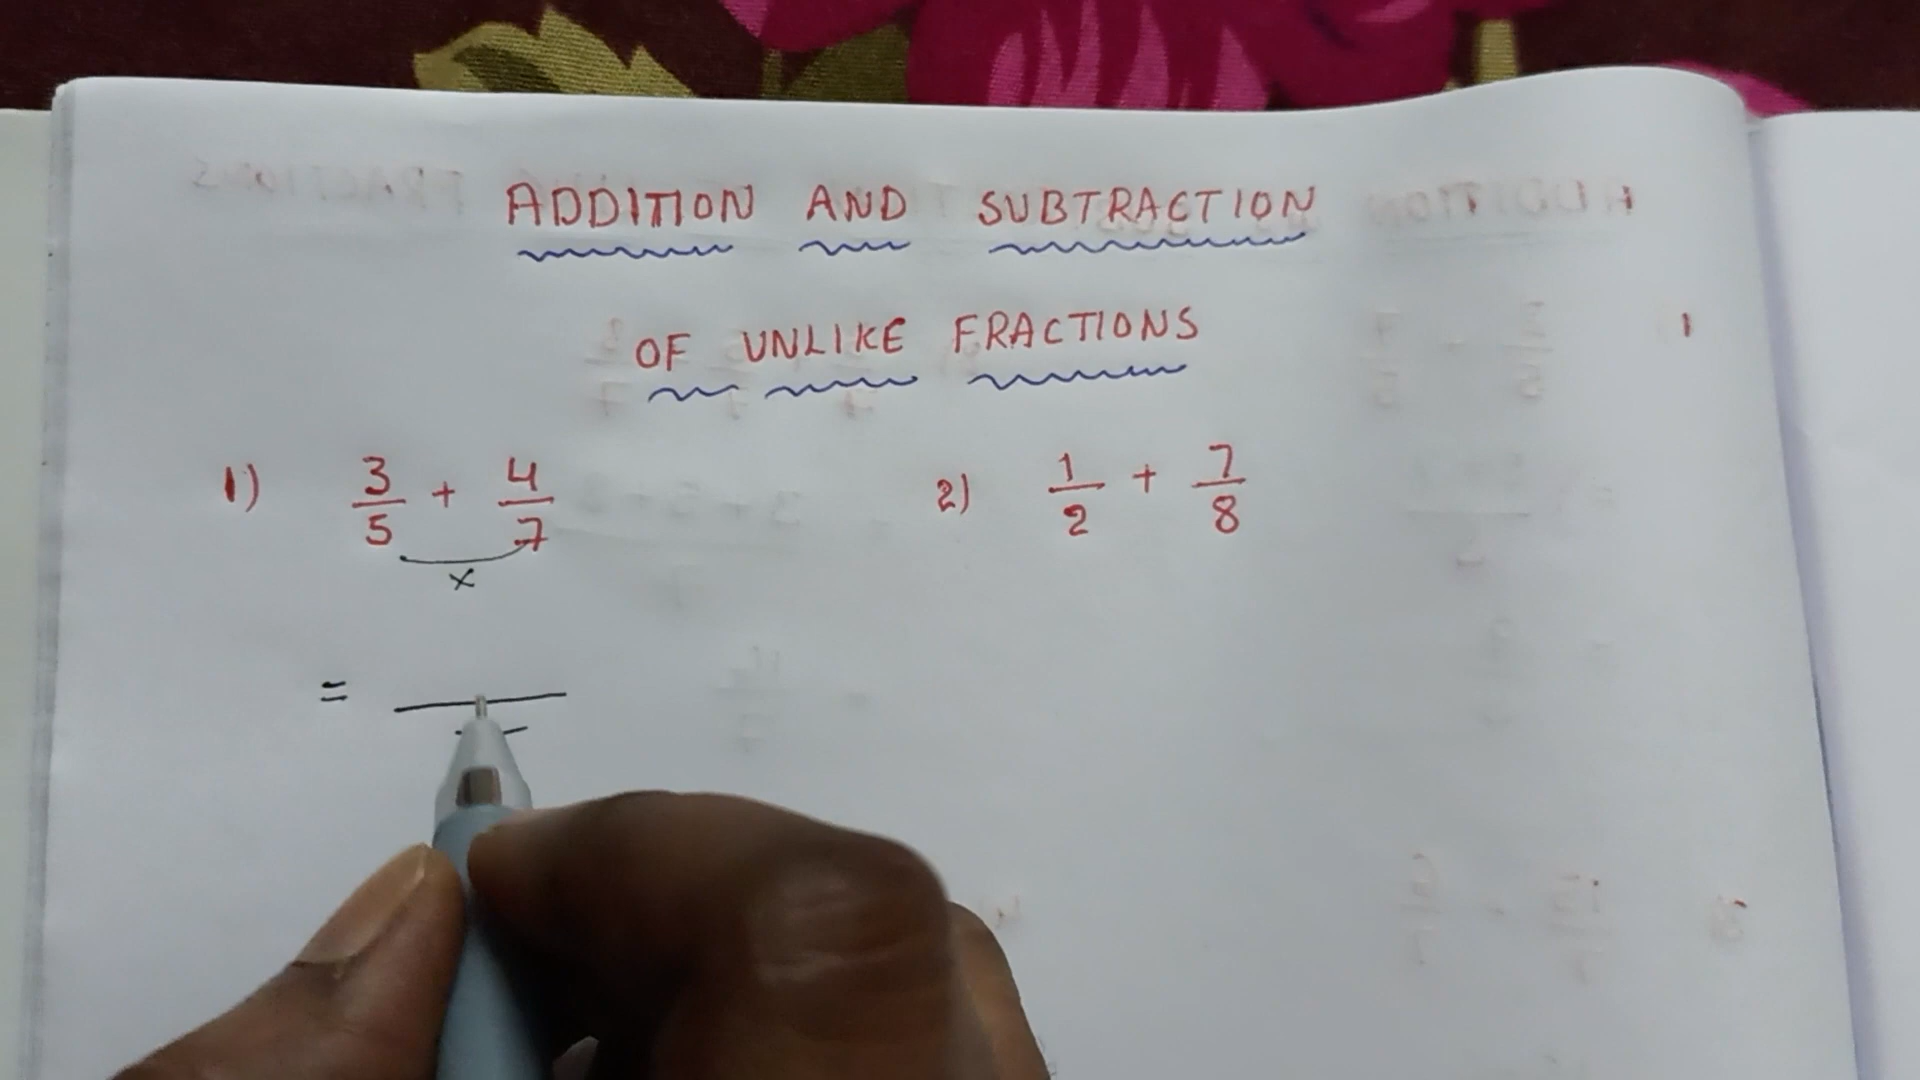 ADDITION AND SUBTRACTION
OF UNLIKE FRACTIONS
1) 3/5 + 4/7
×
=
2) 1/2 + 7/8